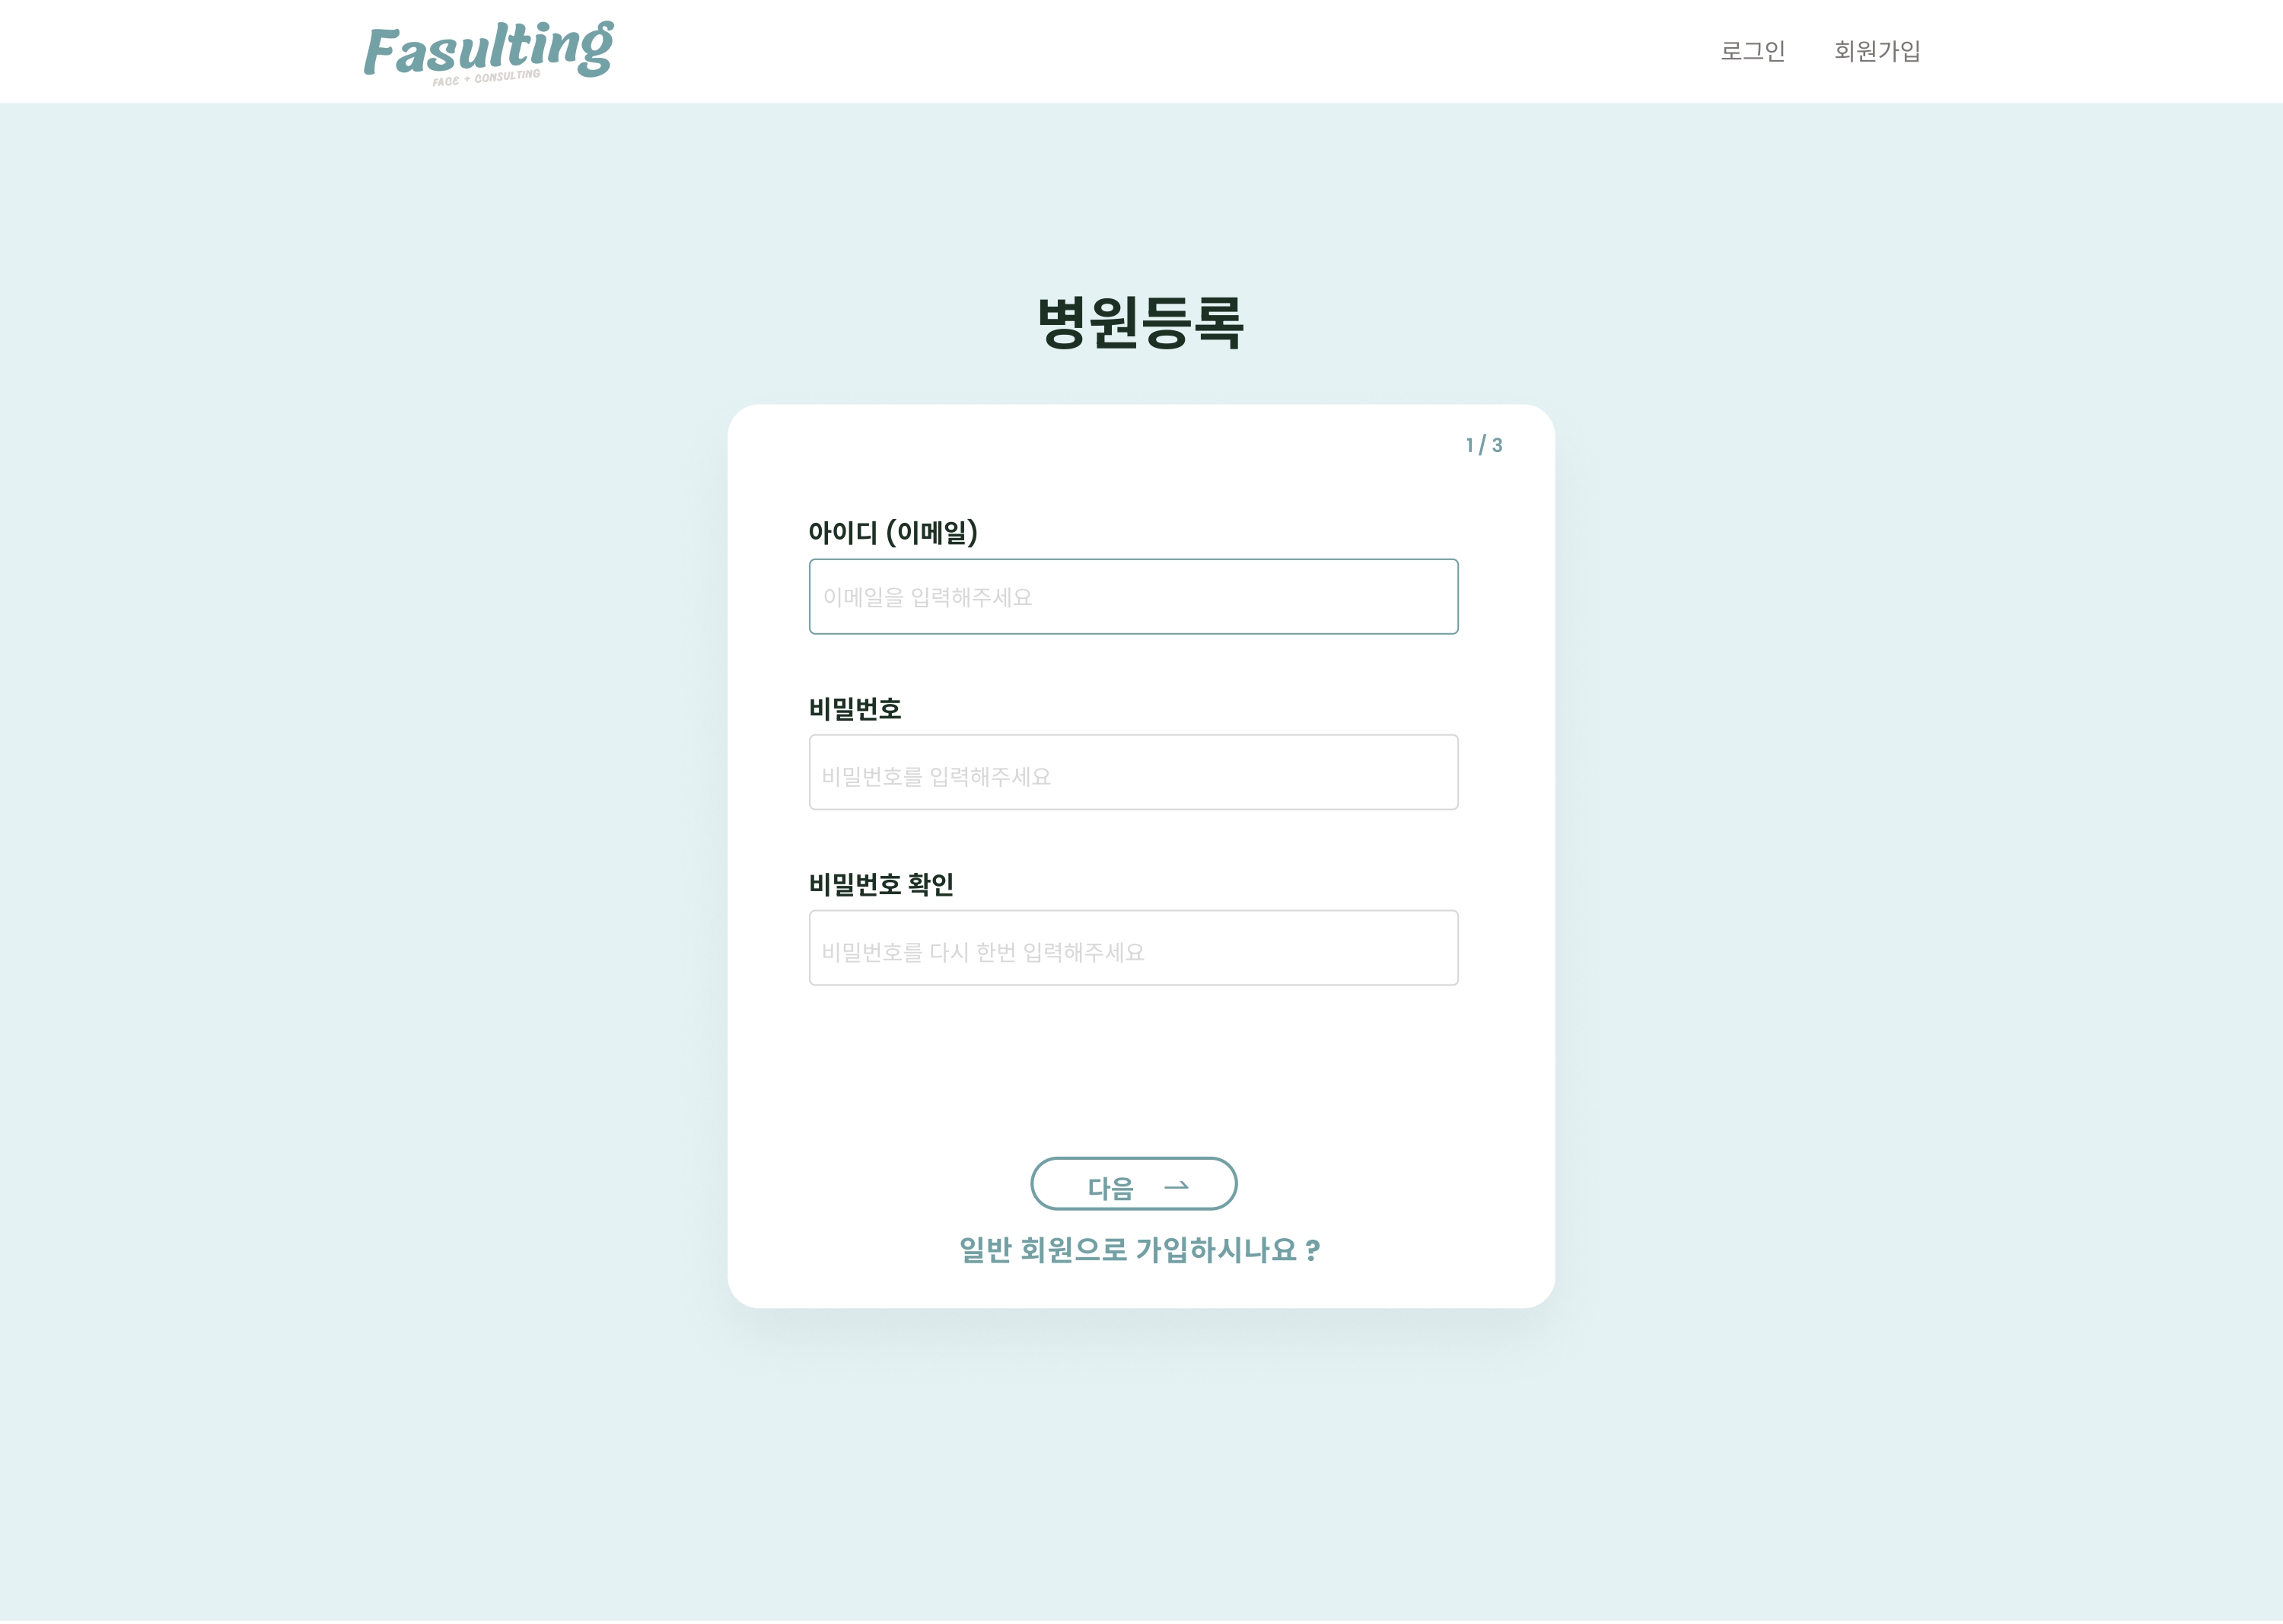 Fasulting
FACE + CONSULTING
로그인 회원가입
병원등록
1 / 3
아이디 (이메일)
이메일을 입력해주세요
비밀번호
비밀번호를 입력해주세요
비밀번호 확인
비밀번호를 다시 한번 입력해주세요
다음
일반 회원으로 가입하시나요 ?